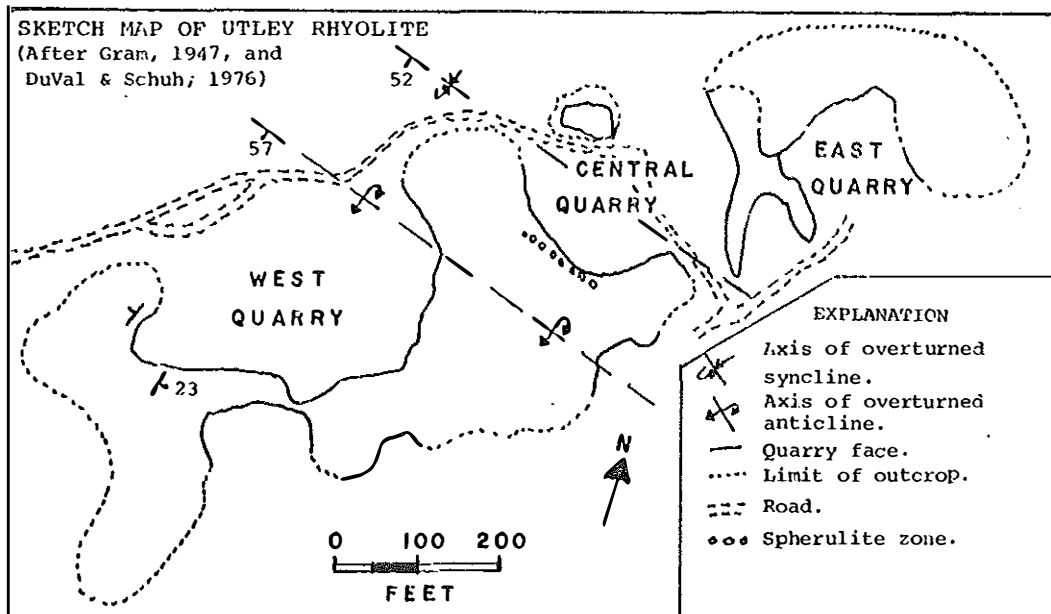 SKETCH MAP OF UTLEY RHYOLITE
(After Gram, 1947, and
DuVal & Schuh, 1976)
52
57
CENTRAL
QUARRY
EAST
QUARRY
WEST
QUARRY
23
N
0 100 200
FEET
EXPLANATION
Axis of overturned
syncline.
Axis of overturned
anticline.
Quarry face.
Limit of outcrop.
Road.
Spherulite zone.